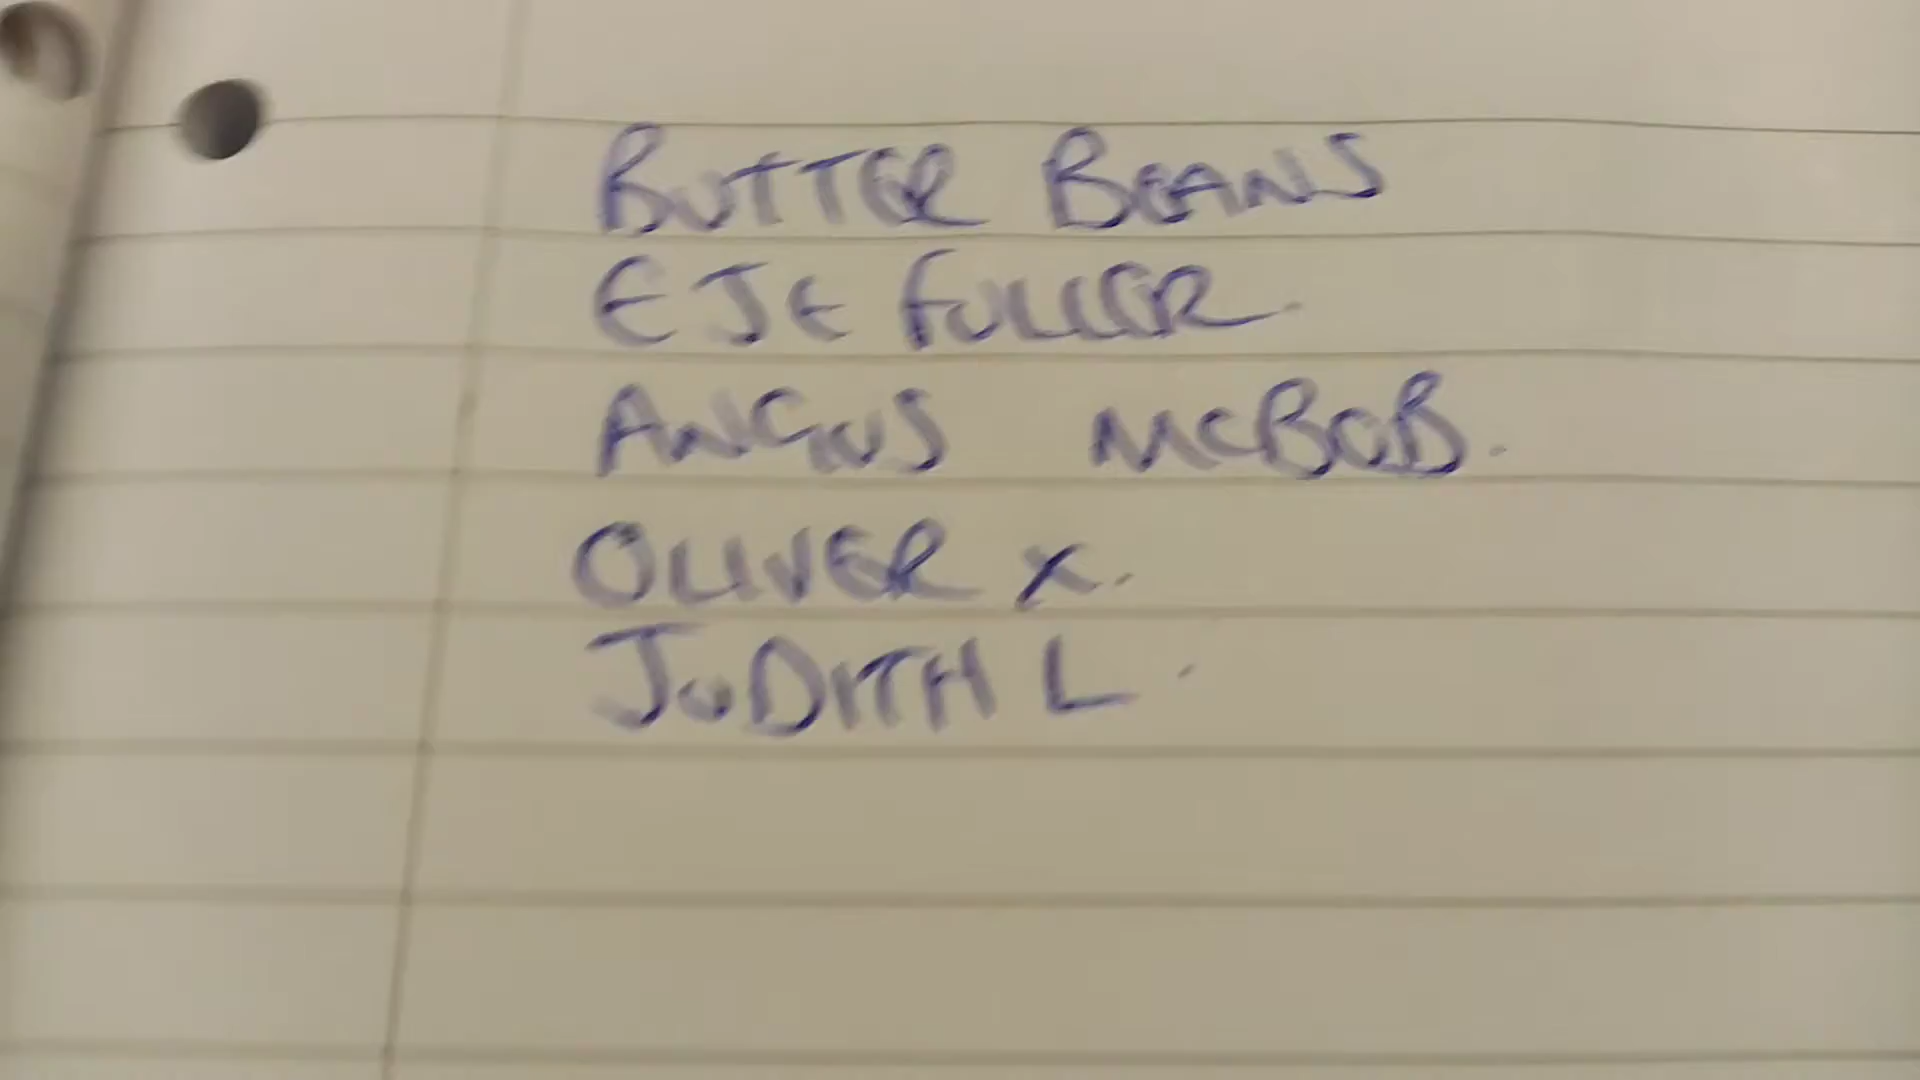 BUTTER BEANS
EJE FULLER.
ANGUS MCBOB.
OLIVER X.
JUDITH L.